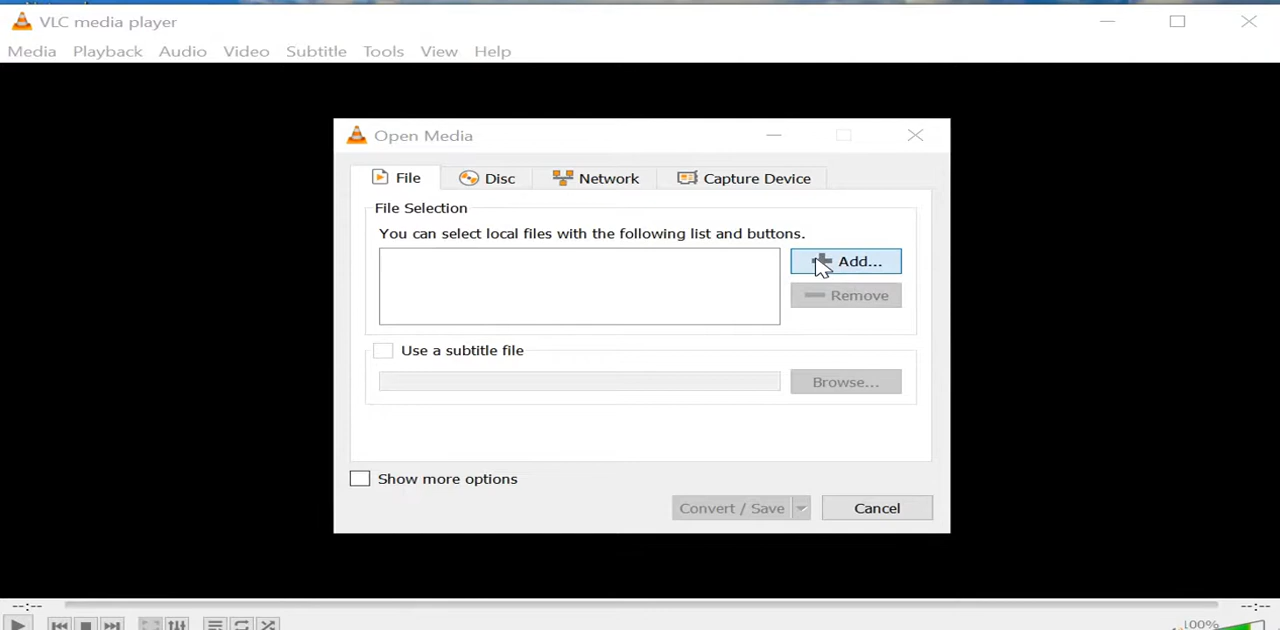 VLC media player
Media Playback Audio Video Subtitle Tools View Help
Open Media
File Disc Network Capture Device
File Selection
You can select local files with the following list and buttons.
Add...
Remove
Use a subtitle file
Browse...
Show more options
Convert / Save Cancel
--:-- --:--
100%